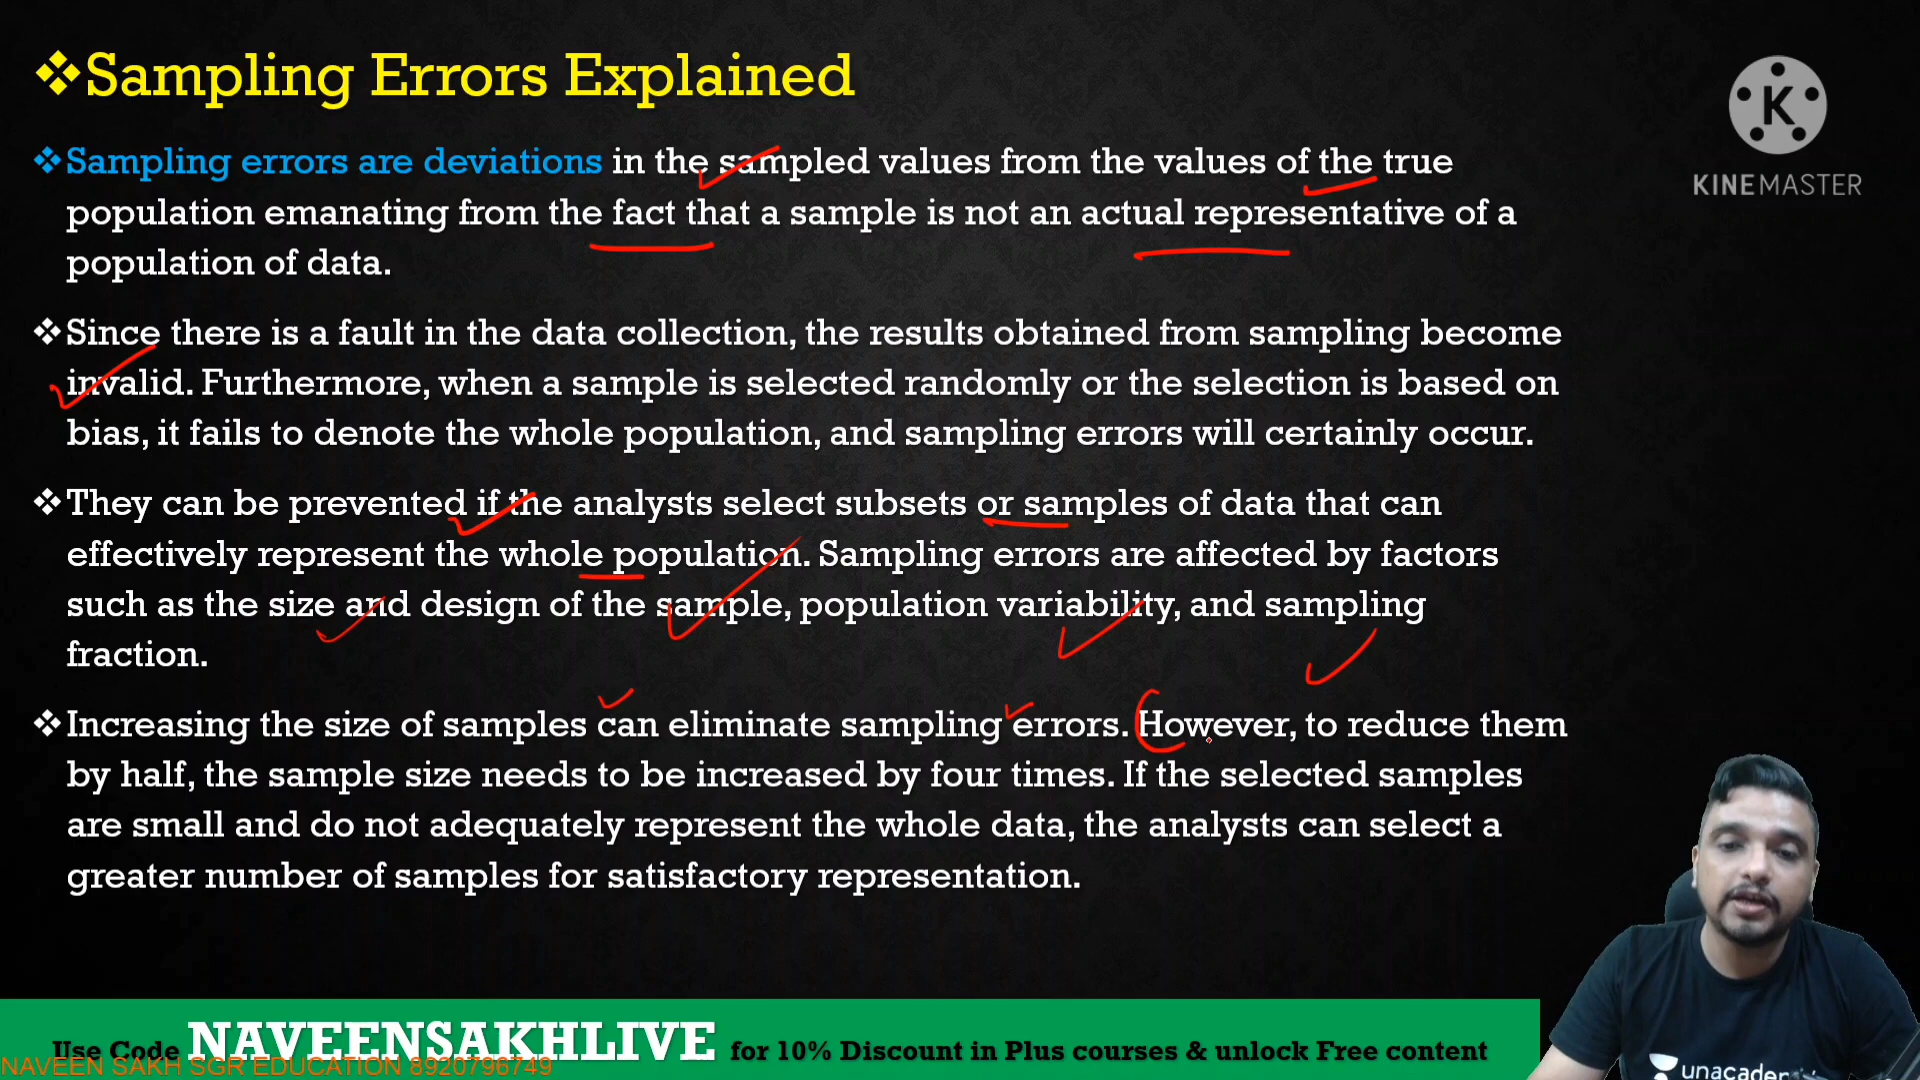 ❖Sampling Errors Explained
K
KINEMASTER
❖Sampling errors are deviations in the sampled values from the values of the true
population emanating from the fact that a sample is not an actual representative of a
population of data.
❖Since there is a fault in the data collection, the results obtained from sampling become
invalid. Furthermore, when a sample is selected randomly or the selection is based on
bias, it fails to denote the whole population, and sampling errors will certainly occur.
❖They can be prevented if the analysts select subsets or samples of data that can
effectively represent the whole population. Sampling errors are affected by factors
such as the size and design of the sample, population variability, and sampling
fraction.
❖Increasing the size of samples can eliminate sampling errors. However, to reduce them
by half, the sample size needs to be increased by four times. If the selected samples
are small and do not adequately represent the whole data, the analysts can select a
greater number of samples for satisfactory representation.
Use Code NAVEENSAKHLIVE for 10% Discount in Plus courses & unlock Free content
NAVEEN SAKH SGR EDUCATION 8920796749